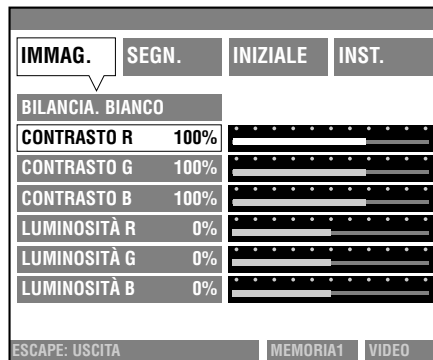 IMMAG. SEGN. INIZIALE INST.
BILANCIA. BIANCO
CONTRASTO R 100%
CONTRASTO G 100%
CONTRASTO B 100%
LUMINOSITÀ R 0%
LUMINOSITÀ G 0%
LUMINOSITÀ B 0%
ESCAPE: USCITA MEMORIA1 VIDEO